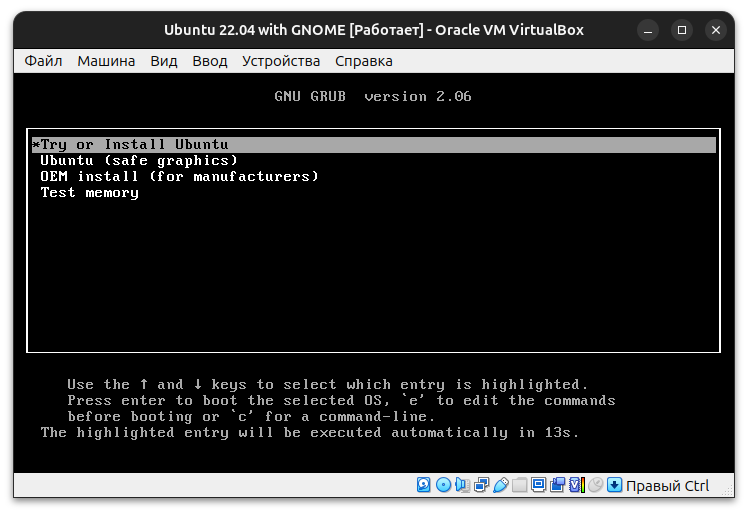 Ubuntu 22.04 with GNOME [Работает] - Oracle VM VirtualBox
Файл Машина Вид Ввод Устройства Справка
GNU GRUB version 2.06
*Try or Install Ubuntu
Ubuntu (safe graphics)
OEM install (for manufacturers)
Test memory
Use the ↑ and ↓ keys to select which entry is highlighted.
Press enter to boot the selected OS, `e' to edit the commands
before booting or `c' for a command-line.
The highlighted entry will be executed automatically in 13s.
Правый Ctrl